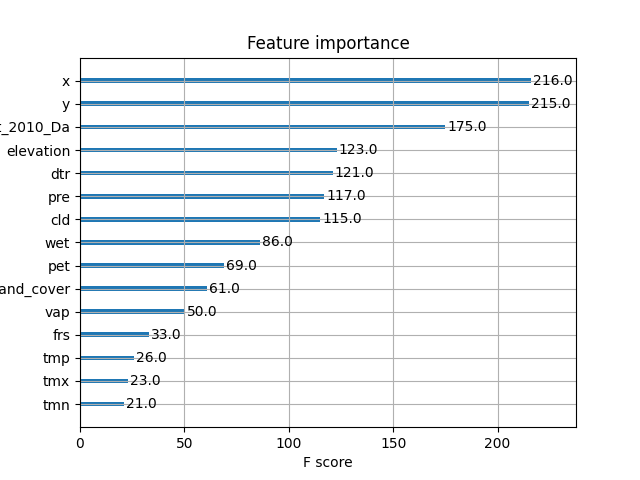 Feature importance
x 216.0
y 215.0
t_2010_Da 175.0
elevation 123.0
dtr 121.0
pre 117.0
cld 115.0
wet 86.0
pet 69.0
and_cover 61.0
vap 50.0
frs 33.0
tmp 26.0
tmx 23.0
tmn 21.0
0 50 100 150 200
F score